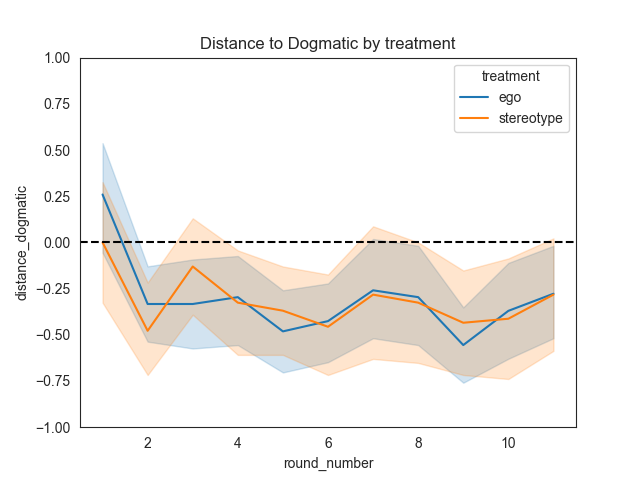 Distance to Dogmatic by treatment
treatment
ego
stereotype
1.00
0.75
0.50
0.25
0.00
−0.25
−0.50
−0.75
−1.00
distance_dogmatic
2 4 6 8 10
round_number